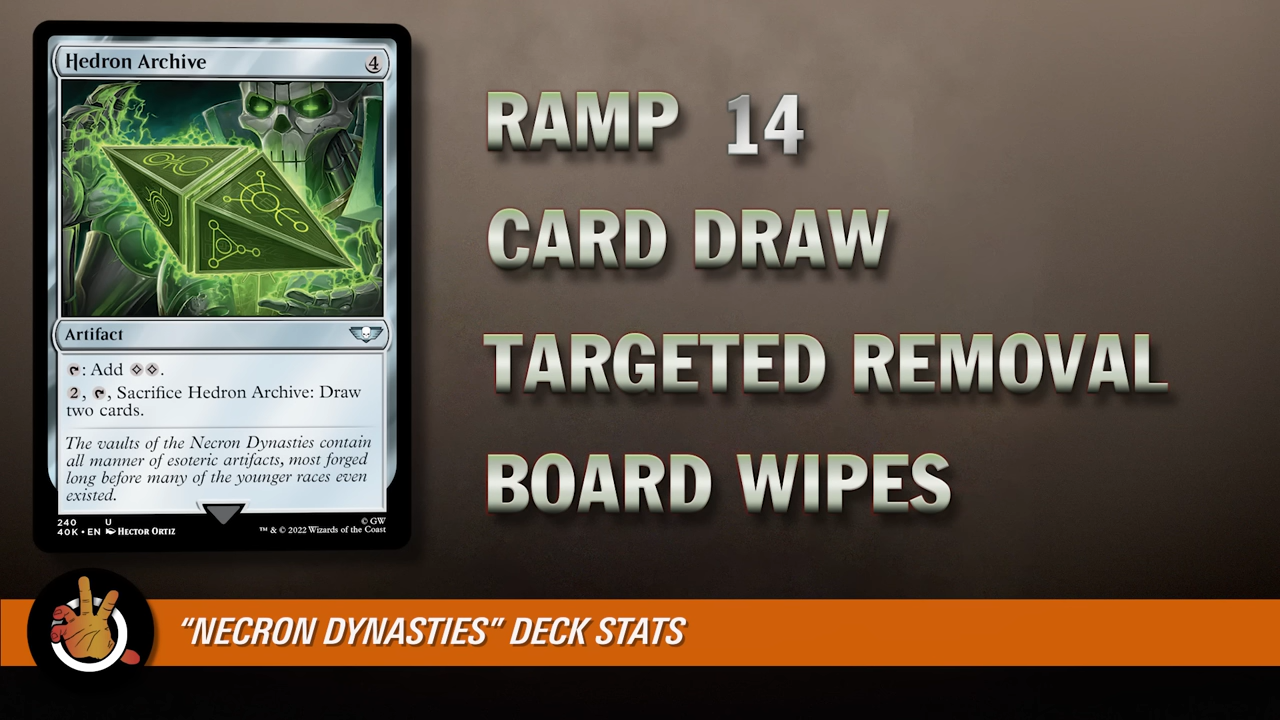 Hedron Archive 4
RAMP 14
CARD DRAW
TARGETED REMOVAL
BOARD WIPES
Artifact
: Add .
2, , Sacrifice Hedron Archive: Draw
two cards.
The vaults of the Necron Dynasties contain
all manner of esoteric artifacts, most forged
long before many of the younger races even
existed.
240 U
40K • EN Hector Ortiz
© GW
™ & © 2022 Wizards of the Coast
“NECRON DYNASTIES” DECK STATS